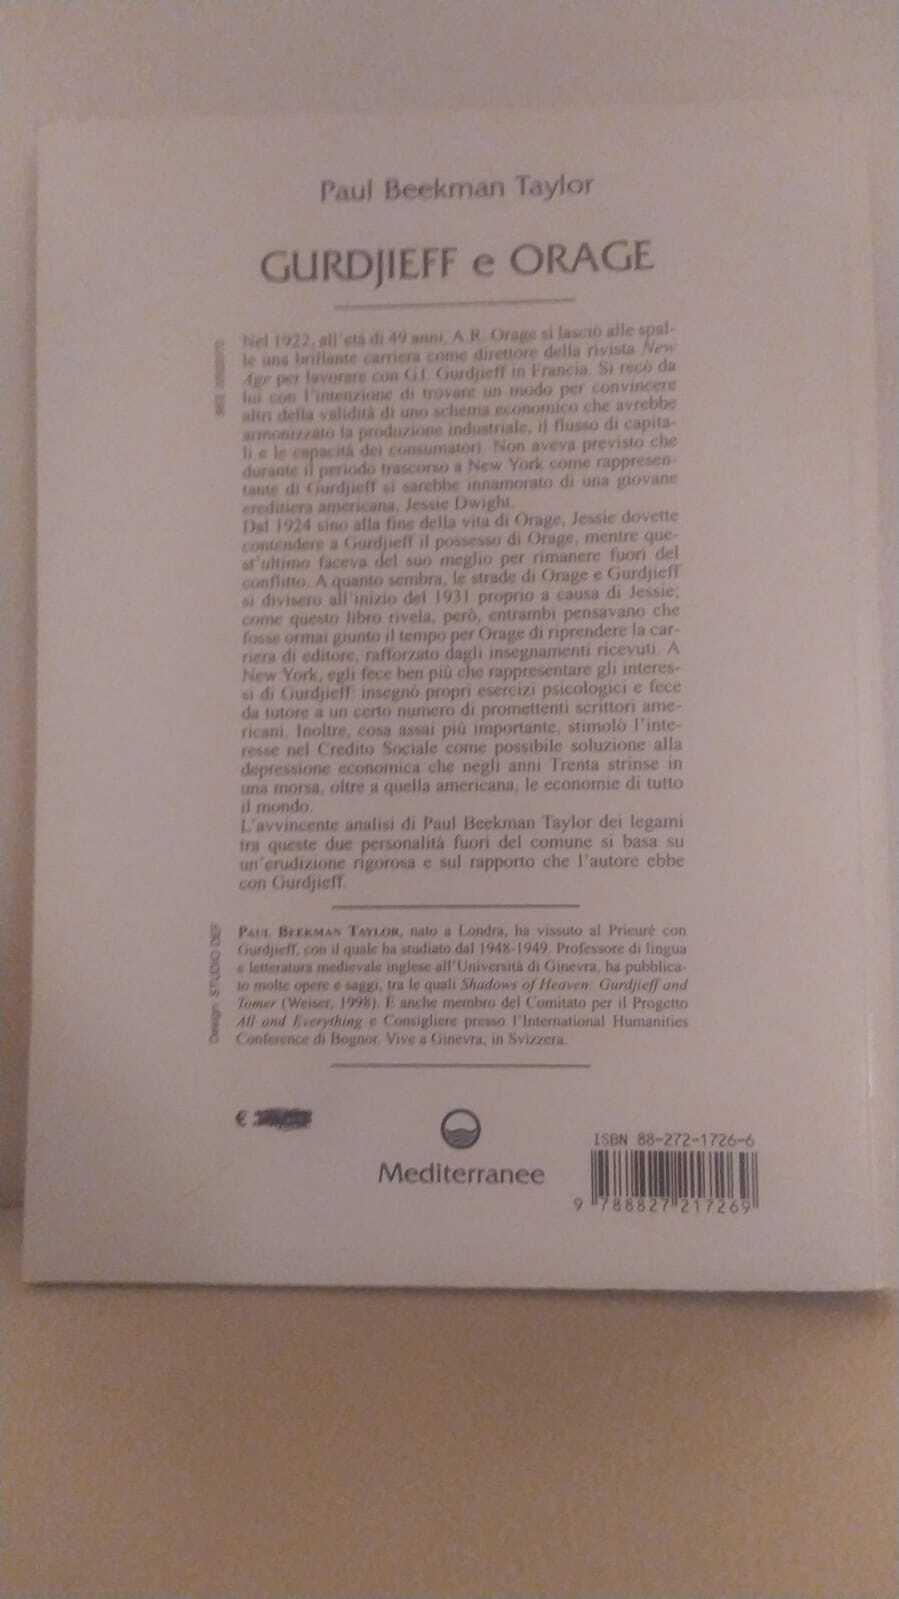 Paul Beekman Taylor
GURDJIEFF e ORAGE
Nel 1922, all'età di 49 anni, A.R. Orage si lasciò alle spal-
le una brillante carriera come direttore della rivista New
Age per lavorare con G.I. Gurdjieff in Francia. Si recò da
lui con l'intenzione di trovare un modo per convincere
altri della validità di uno schema economico che avrebbe
armonizzato la produzione industriale, il flusso di capita-
li e le capacità dei consumatori. Non aveva previsto che
durante il periodo trascorso a New York come rappresen-
tante di Gurdjieff si sarebbe innamorato di una giovane
ereditiera americana, Jessie Dwight.
Dal 1924 sino alla fine della vita di Orage, Jessie dovette
contendere a Gurdjieff il possesso di Orage, mentre que-
st'ultimo faceva del suo meglio per rimanere fuori del
conflitto. A quanto sembra, le strade di Orage e Gurdjieff
si divisero all'inizio del 1931 proprio a causa di Jessie;
come questo libro rivela, però, entrambi pensavano che
fosse ormai giunto il tempo per Orage di riprendere la car-
riera di editore, rafforzato dagli insegnamenti ricevuti. A
New York, egli fece ben più che rappresentare gli interes-
si di Gurdjieff: insegnò propri esercizi psicologici e fece
da tutore a un certo numero di promettenti scrittori ame-
ricani. Inoltre, cosa assai più importante, stimolò l'inte-
resse nel Credito Sociale come possibile soluzione alla
depressione economica che negli anni Trenta strinse in
una morsa, oltre a quella americana, le economie di tutto
il mondo.
L'avvincente analisi di Paul Beekman Taylor dei legami
tra queste due personalità fuori del comune si basa su
un'erudizione rigorosa e sul rapporto che l'autore ebbe
con Gurdjieff.
PAUL BEEKMAN TAYLOR, nato a Londra, ha vissuto al Prieuré con
Gurdjieff, con il quale ha studiato dal 1948-1949. Professore di lingua
e letteratura medievale inglese all'Università di Ginevra, ha pubblica-
to molte opere e saggi, tra le quali Shadows of Heaven: Gurdjieff and
Tomer (Weiser, 1998). È anche membro del Comitato per il Progetto
All and Everything e Consigliere presso l'International Humanities
Conference di Bognor. Vive a Ginevra, in Svizzera.
Design: STUDIO DEF
€
Mediterranee
ISBN 88-272-1726-6
9 788827 217269